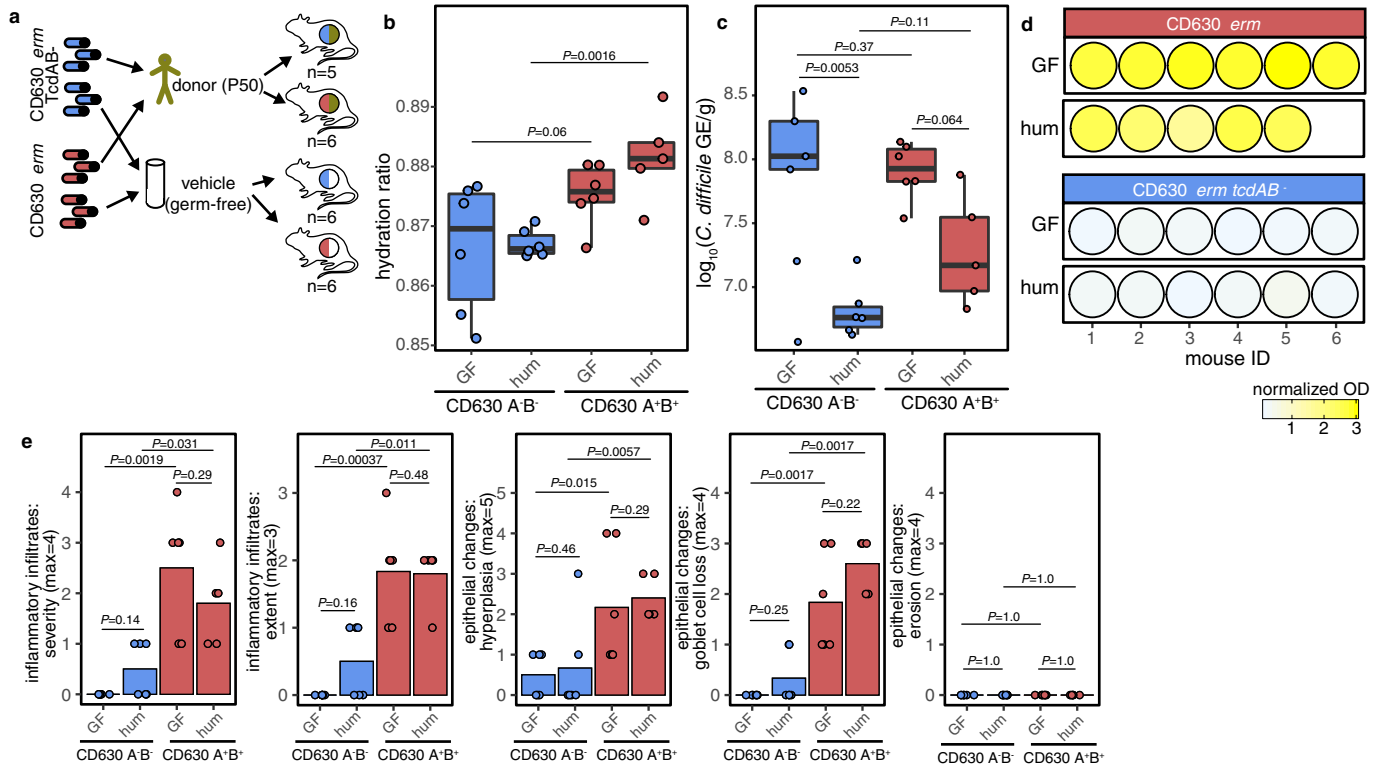 a
CD630 erm
TcdAB-
CD630 erm
donor (P50)
vehicle
(germ-free)
n=5
n=6
n=6
n=6
b
hydration ratio
0.89
0.88
0.87
0.86
0.85
P=0.0016
P=0.06
GF
hum
GF
hum
CD630 A-B-
CD630 A+B+
c
log10(C. difficile GE/g)
8.5
8.0
7.5
7.0
P=0.11
P=0.37
P=0.0053
P=0.064
GF
hum
GF
hum
CD630 A-B-
CD630 A+B+
d
CD630 erm
GF
hum
CD630 erm tcdAB -
GF
hum
1 2 3 4 5 6
mouse ID
normalized OD
1 2 3
e
inflammatory infiltrates:
severity (max=4)
4
3
2
1
0
P=0.031
P=0.0019
P=0.29
P=0.14
GF
hum
GF
hum
CD630 A-B-
CD630 A+B+
inflammatory infiltes:
extent (max=3)
3
2
1
0
P=0.011
P=0.00037
P=0.48
P=0.16
GF
hum
GF
hum
CD630 A-B-
CD630 A+B+
epithelial changes:
hyperplasia (max=5)
5
4
3
2
1
0
P=0.0057
P=0.015
P=0.29
P=0.46
GF
hum
GF
hum
CD630 A-B-
CD630 A+B+
epithelial changes:
goblet cell loss (max=4)
4
3
2
1
0
P=0.0017
P=0.0017
P=0.22
P=0.25
GF
hum
GF
hum
CD630 A-B-
CD630 A+B+
epithelial changes:
erosion (max=4)
4
3
2
1
0
P=1.0
P=1.0
P=1.0
P=1.0
GF
hum
GF
hum
CD630 A-B-
CD630 A+B+